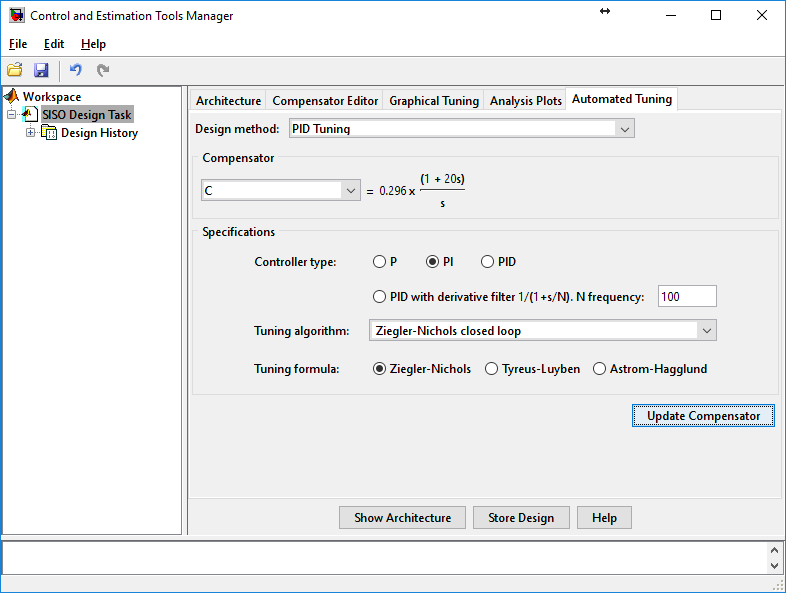 Control and Estimation Tools Manager
File Edit Help
Workspace
SISO Design Task
Design History
Architecture Compensator Editor Graphical Tuning Analysis Plots Automated Tuning
Design method: PID Tuning
Compensator
C = 0.296 x (1 + 20s)
s
Specifications
Controller type: P PI PID
PID with derivative filter 1/(1+s/N). N frequency: 100
Tuning algorithm: Ziegler-Nichols closed loop
Tuning formula: Ziegler-Nichols Tyreus-Luyben Astrom-Hagglund
Update Compensator
Show Architecture Store Design Help